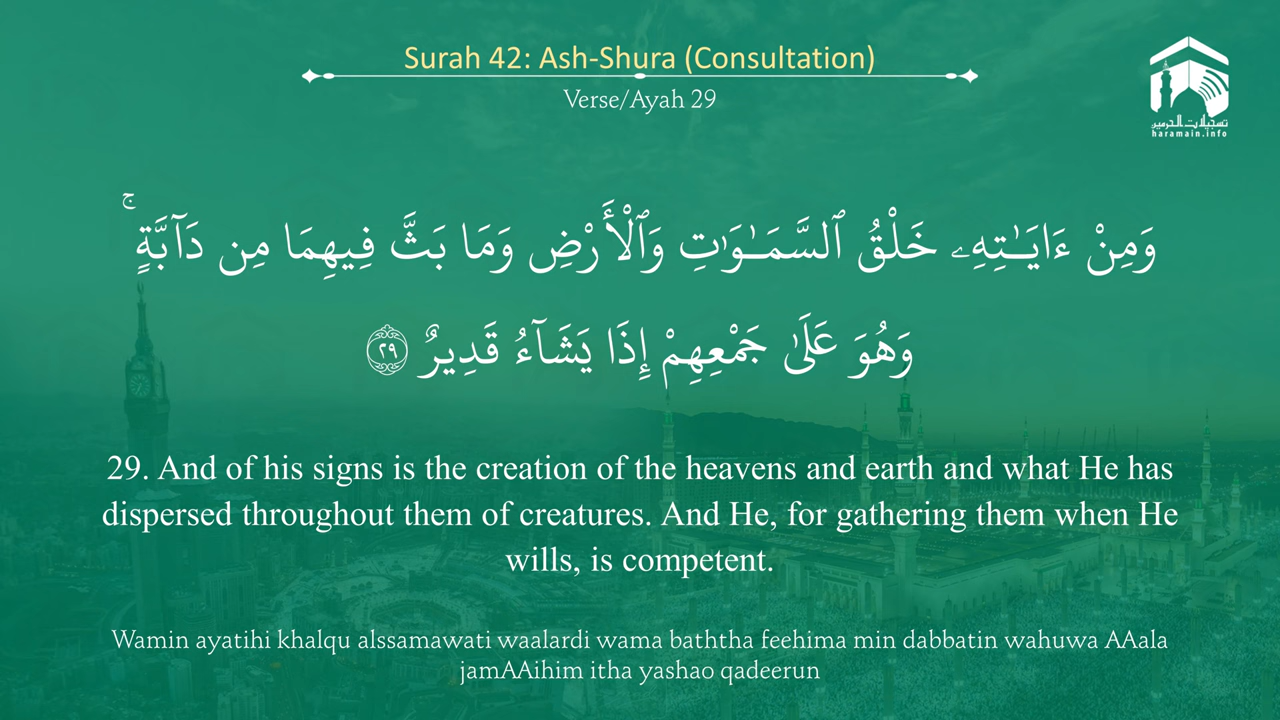 Surah 42: Ash-Shura (Consultation)
Verse/Ayah 29
تسجيلات الحرمين
haramain.info
وَمِنْ ءَايَـٰتِهِۦ خَلْقُ ٱلسَّمَـٰوَٰتِ وَٱلْأَرْضِ وَمَا بَثَّ فِيهِمَا مِن دَآبَّةٍۢ ۚ
وَهُوَ عَلَىٰ جَمْعِهِمْ إِذَا يَشَآءُ قَدِيرٌۭ ٢٩
29. And of his signs is the creation of the heavens and earth and what He has
dispersed throughout them of creatures. And He, for gathering them when He
wills, is competent.
Wamin ayatihi khalqu alssamawati waalardi wama baththa feehima min dabbatin wahuwa AAala
jamAAihim itha yashao qadeerun